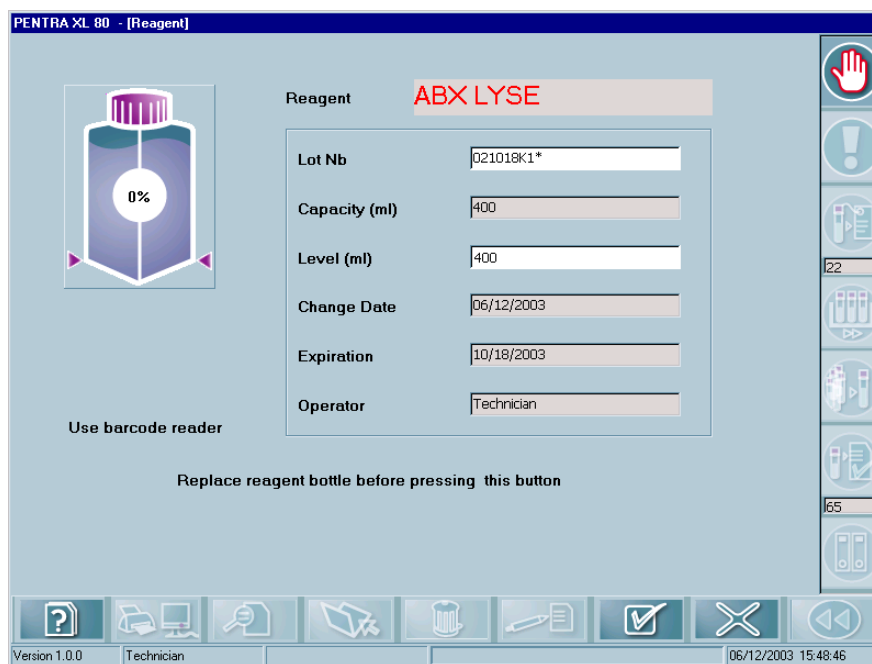 PENTRA XL 80 - [Reagent]
Reagent ABX LYSE
Lot Nb 021018K1*
0%
Capacity (ml) 400
Level (ml) 400
22
Change Date 06/12/2003
Expiration 10/18/2003
Operator Technician
Use barcode reader
Replace reagent bottle before pressing this button
65
?
Version 1.0.0 Technician 06/12/2003 15:48:46